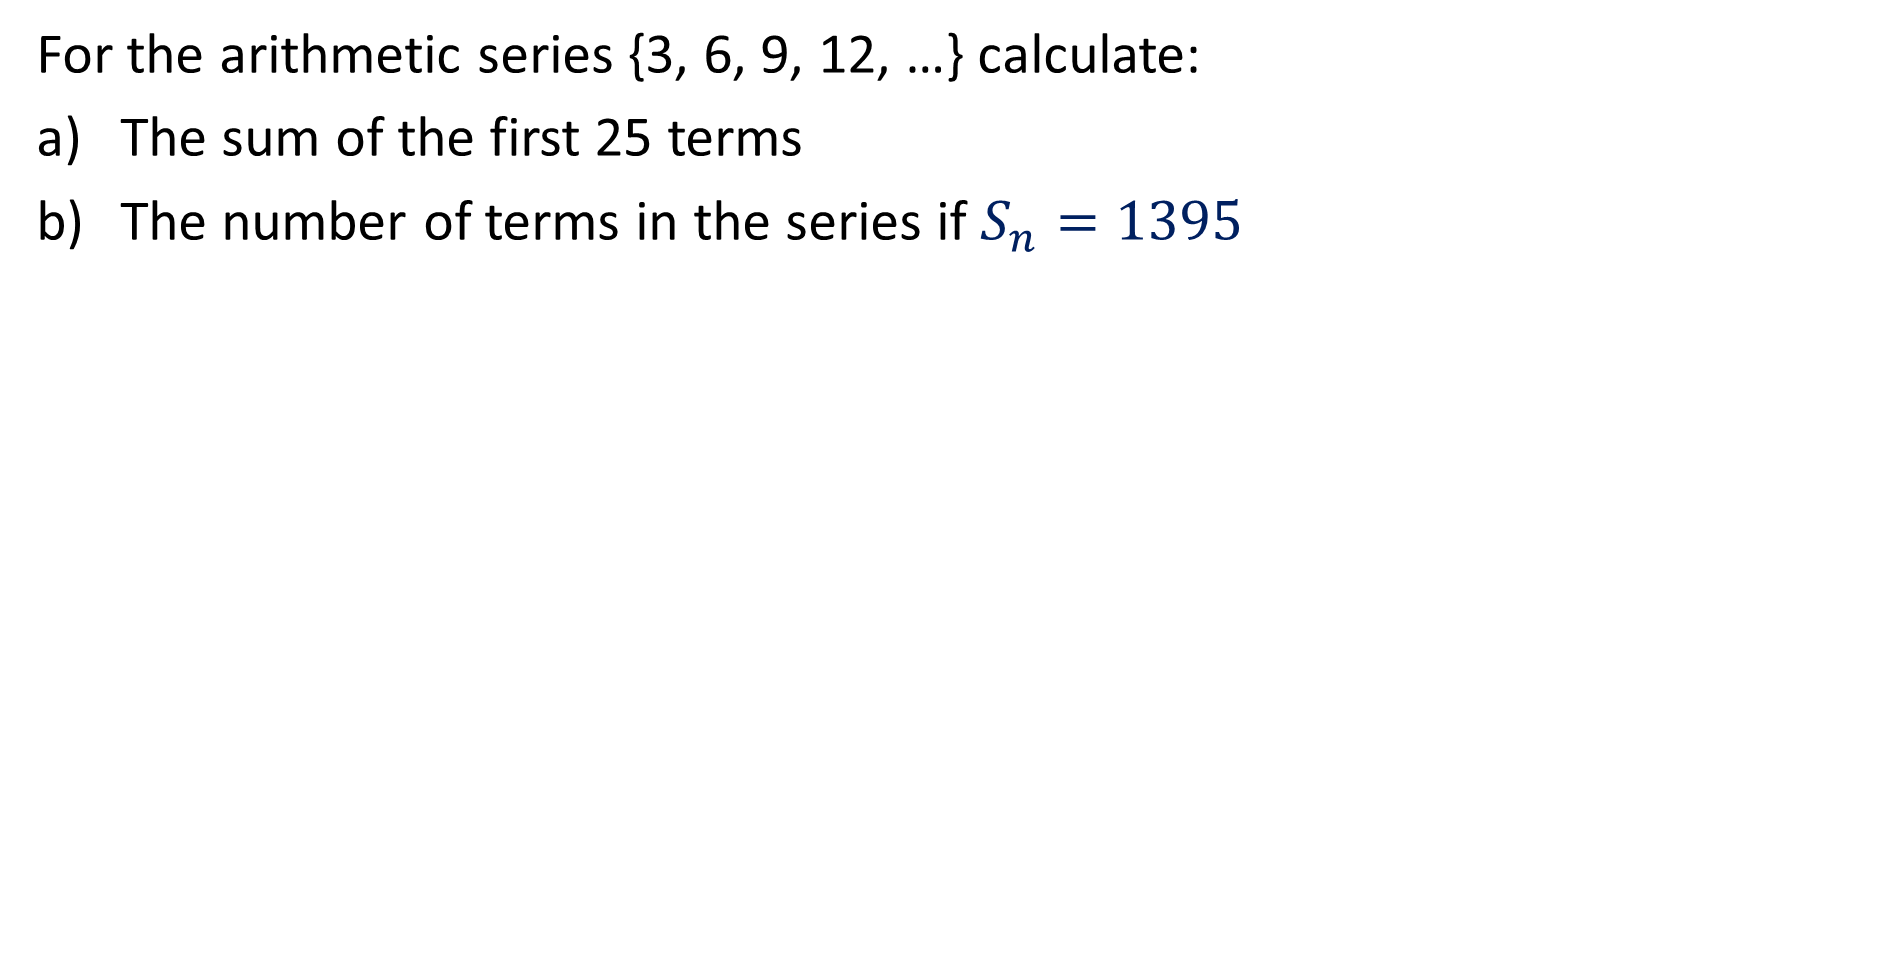 For the arithmetic series {3, 6, 9, 12, …} calculate:
a) The sum of the first 25 terms
b) The number of terms in the series if Sₙ = 1395